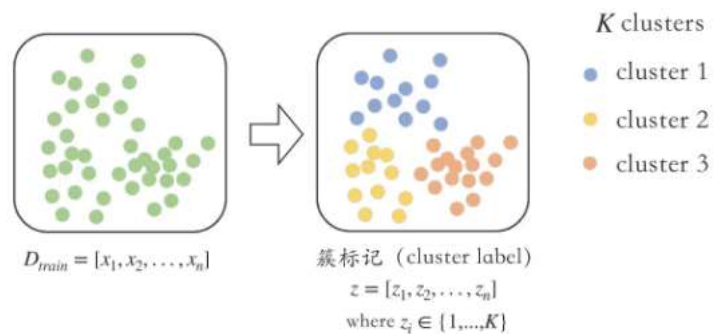 K clusters
cluster 1
cluster 2
cluster 3
D_train = [x_1, x_2, . . . , x_n]
簇标记 (cluster label)
z = [z_1, z_2, . . . , z_n]
where z_i ∈ {1,...,K}